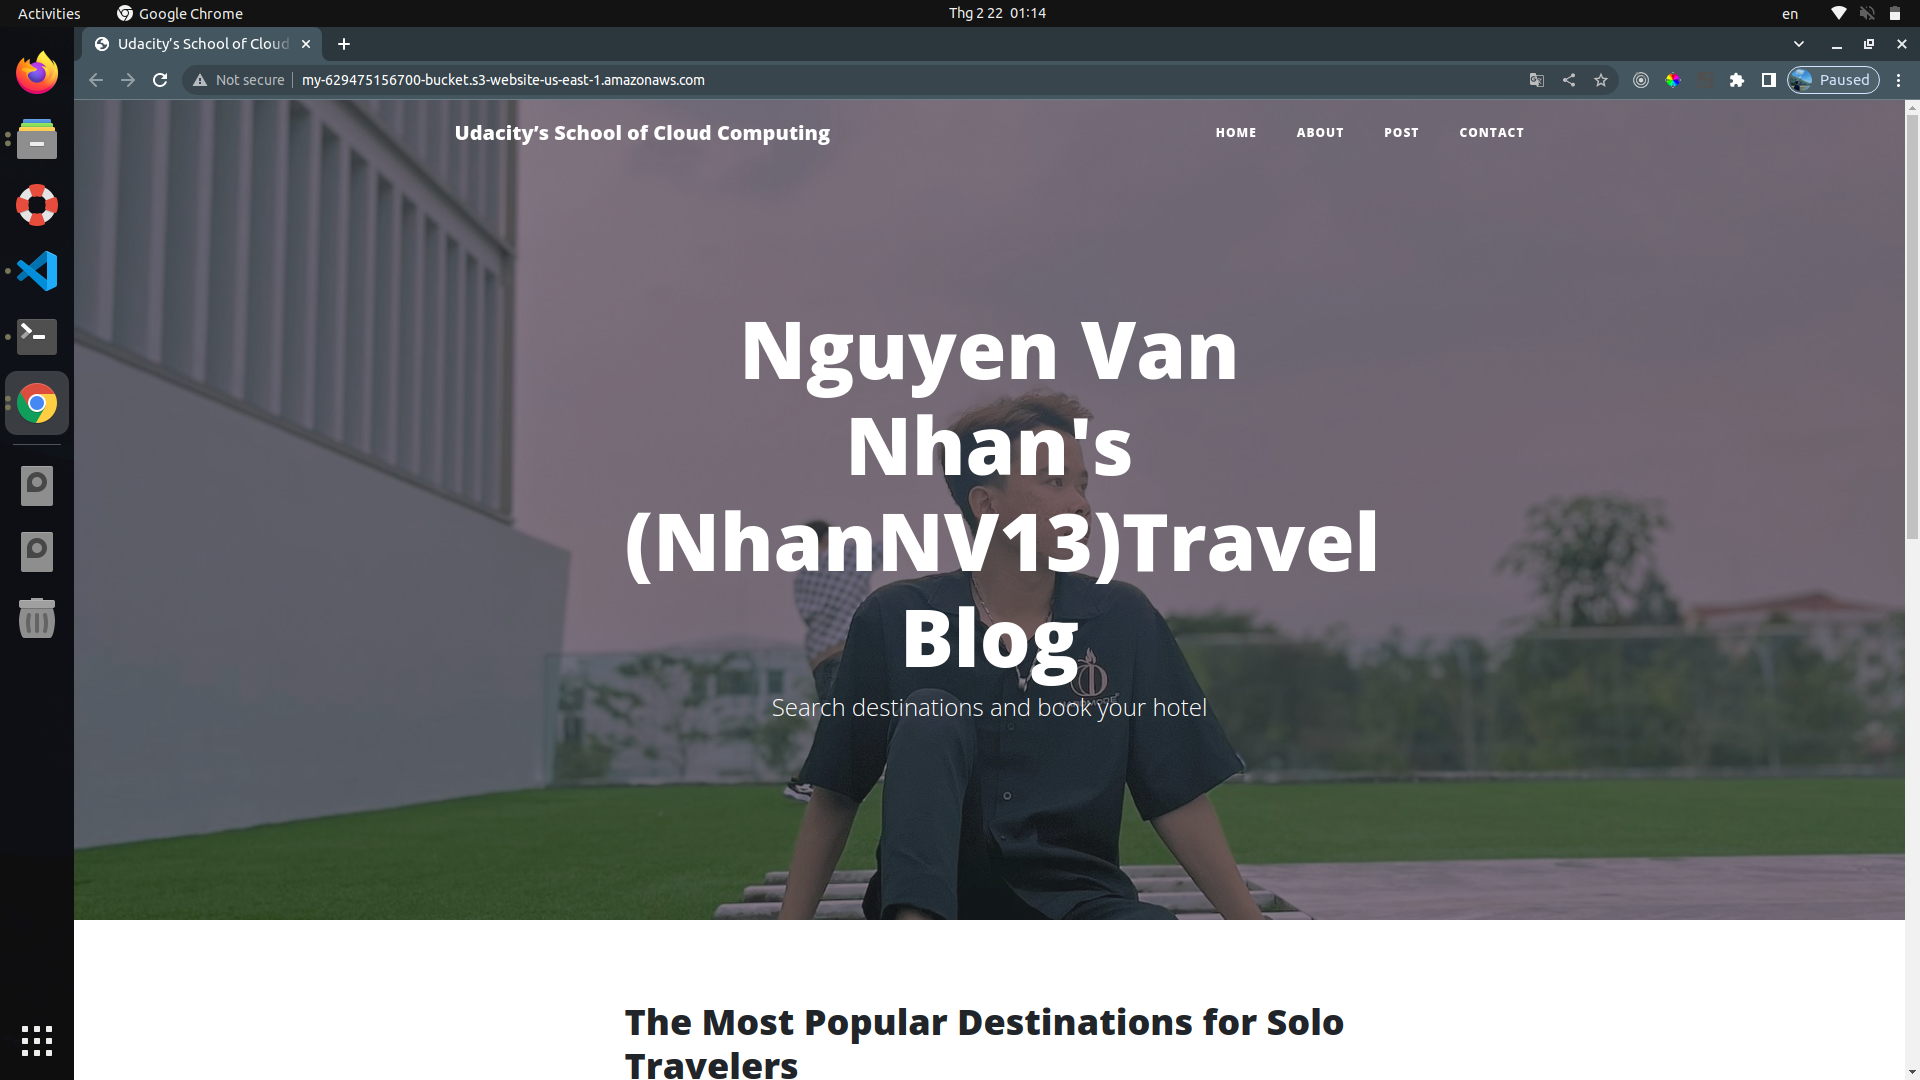 Activities
Google Chrome
Thg 2 22 01:14
en
Udacity’s School of Cloud
Not secure
my-629475156700-bucket.s3-website-us-east-1.amazonaws.com
Paused
Udacity’s School of Cloud Computing
HOME
ABOUT
POST
CONTACT
Nguyen Van
Nhan's
(NhanNV13)Travel
Blog
Search destinations and book your hotel
The Most Popular Destinations for Solo
Travelers